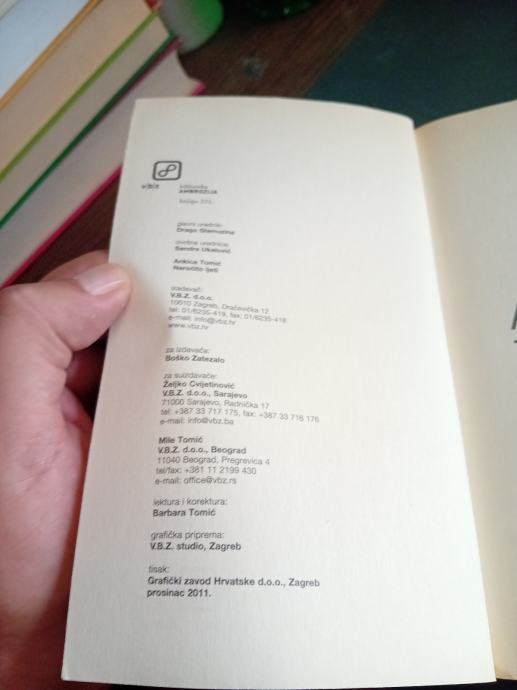 v|b|z
biblioteka
AMBROZIJA
knjiga 331.
glavni urednik:
Drago Glamuzina
izvršna urednica:
Sandra Ukalović
Ankica Tomić
Naročito ljeti
izdavač:
V.B.Z. d.o.o.
10010 Zagreb, Dračevička 12
tel: 01/6235-419, fax: 01/6235-418
e-mail: info@vbz.hr
www.vbz.hr
za izdavača:
Boško Zatezalo
za suizdavače:
Željko Cvijetinović
V.B.Z. d.o.o., Sarajevo
71000 Sarajevo, Radnička 17
tel: +387 33 717 175, fax: +387 33 716 176
e-mail: info@vbz.ba
Mile Tomić
V.B.Z. d.o.o., Beograd
11040 Beograd, Pregrevica 4
tel/fax: +381 11 2199 430
e-mail: office@vbz.rs
lektura i korektura:
Barbara Tomić
grafička priprema:
V.B.Z. studio, Zagreb
tisak:
Grafički zavod Hrvatske d.o.o., Zagreb
prosinac 2011.